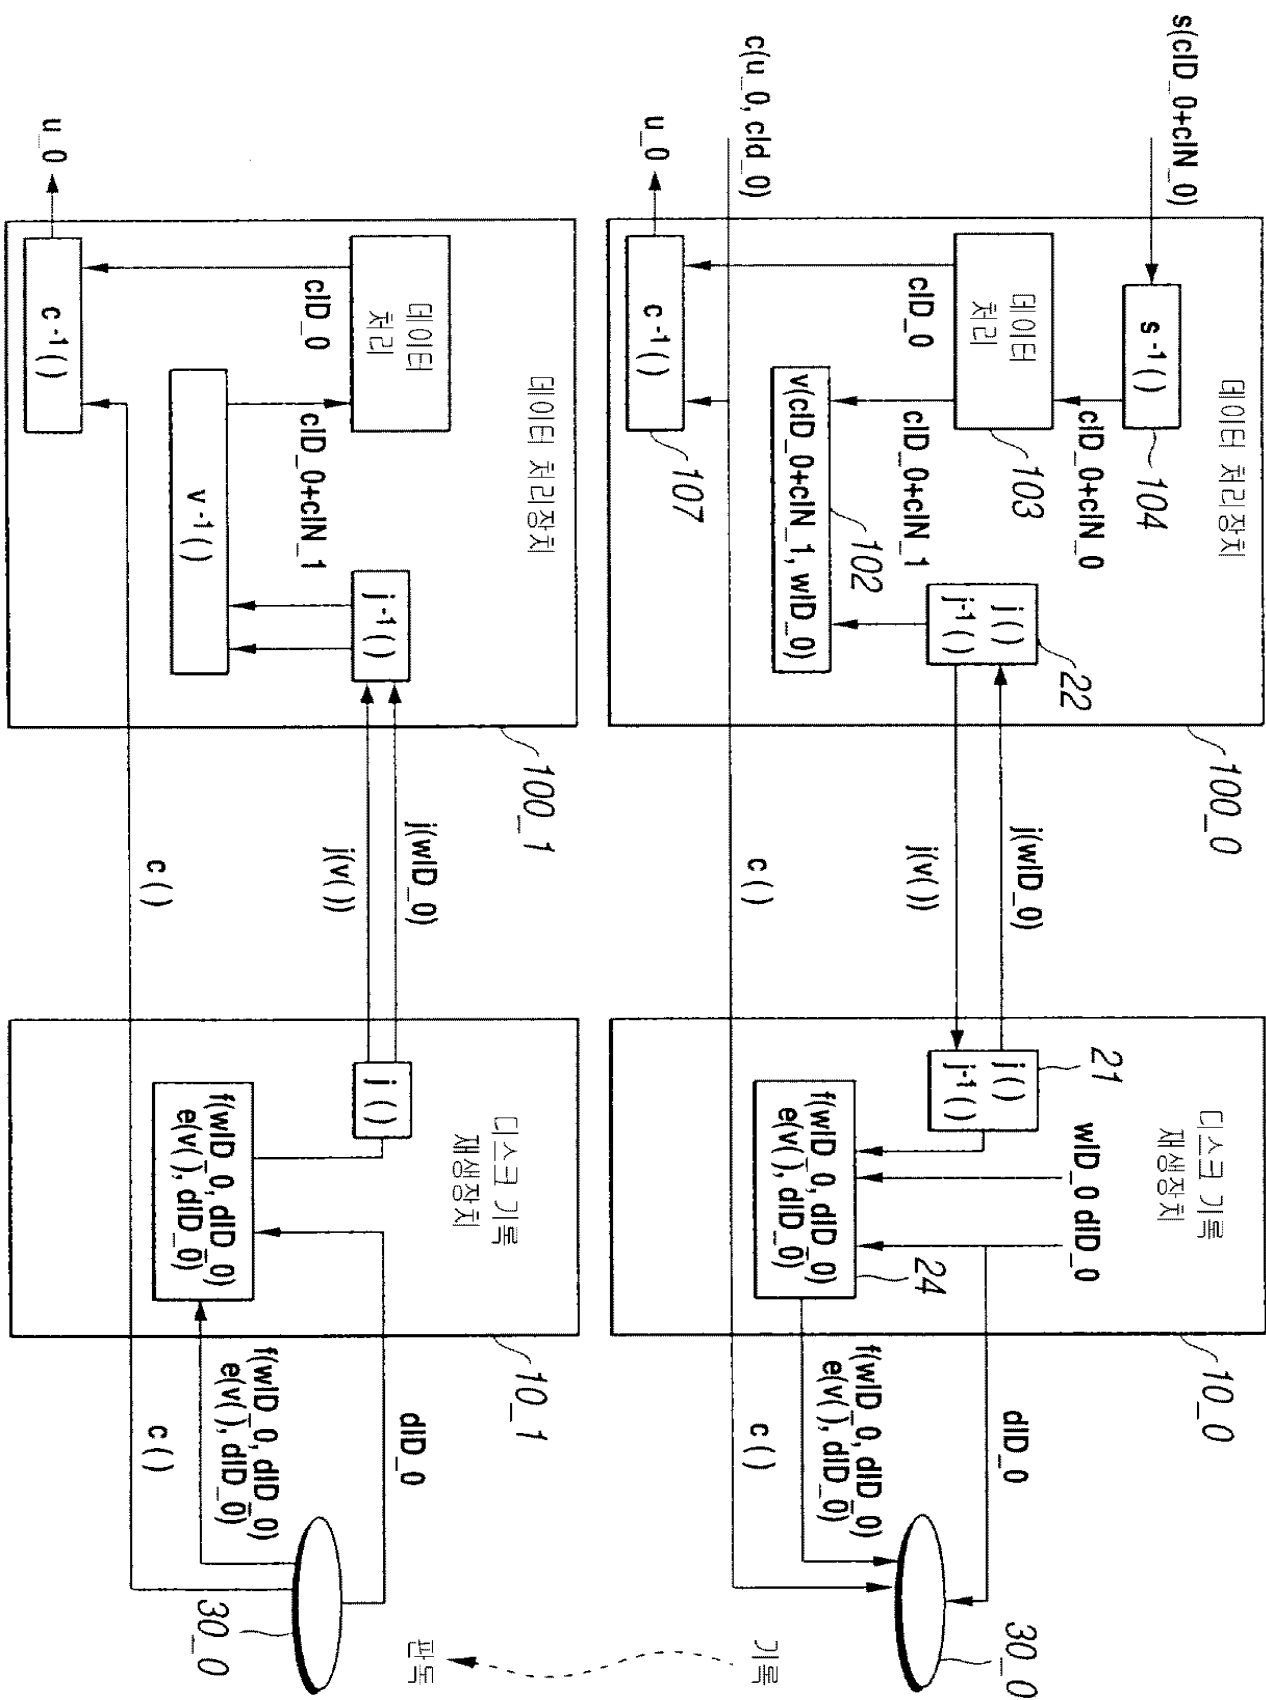 s(cID_0+cIN_0)
데이터 처리장치
s⁻¹()
104
cID_0+cIN_0
데이터
처리
103
cID_0
cID_0+cIN_1
v(cID_0+cIN_1, wID_0)
102
j()
j⁻¹()
22
c⁻¹()
107
c(u_0, cId_0)
u_0
100_0
j(wID_0)
j(v())
c()
디스크 기록
재생장치
21
j()
j⁻¹()
wID_0 dID_0
f(wID_0, dID_0)
e(v(), dID_0)
24
10_0
dID_0
f(wID_0, dID_0)
e(v(), dID_0)
c()
30_0
기록
판독
데이터 처리장치
데이터
처리
cID_0
cID_0+cIN_1
j⁻¹()
v⁻¹()
c⁻¹()
u_0
100_1
j(wID_0)
j(v())
c()
디스크 기록
재생장치
j()
f(wID_0, dID_0)
e(v(), dID_0)
10_1
dID_0
f(wID_0, dID_0)
e(v(), dID_0)
c()
30_0